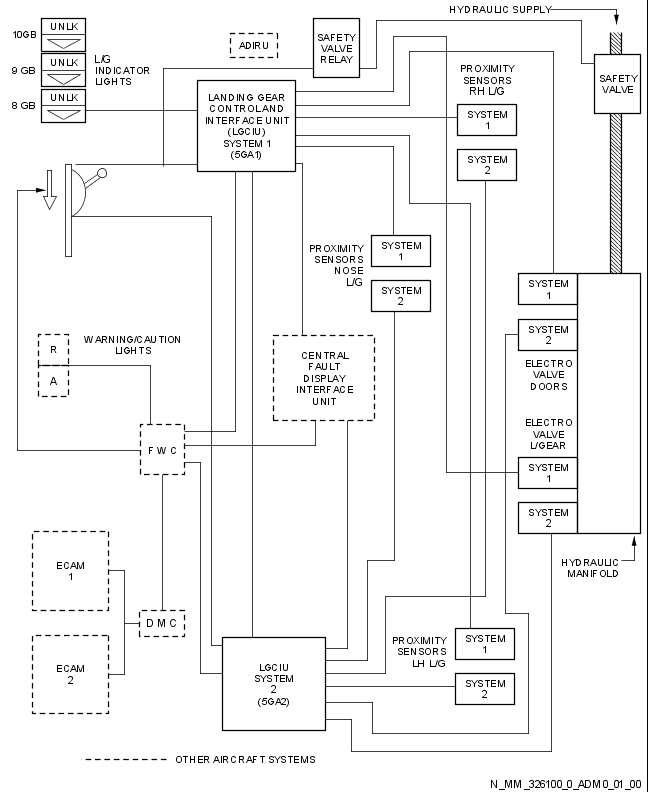 HYDRAULIC SUPPLY
10GB
UNLK
9 GB
UNLK
8 GB
UNLK
L/G
INDICATOR
LIGHTS
ADIRU
SAFETY
VALVE
RELAY
SAFETY
VALVE
LANDING GEAR
CONTROLAND
INTERFACE UNIT
(LGCIU)
SYSTEM 1
(5GA1)
PROXIMITY
SENSORS
RH L/G
SYSTEM
1
SYSTEM
2
PROXIMITY
SENSORS
NOSE
L/G
SYSTEM
1
SYSTEM
2
SYSTEM
1
SYSTEM
2
ELECTRO
VALVE
DOORS
ELECTRO
VALVE
L/GEAR
SYSTEM
1
SYSTEM
2
HYDRAULIC
MANIFOLD
WARNING/CAUTION
LIGHTS
R
A
CENTRAL
FAULT
DISPLAY
INTERFACE
UNIT
FWC
ECAM
1
DMC
ECAM
2
LGCIU
SYSTEM
2
(5GA2)
PROXIMITY
SENSORS
LH L/G
SYSTEM
1
SYSTEM
2
OTHER AIRCRAFT SYSTEMS
N_MM_326100_0_ADM0_01_00